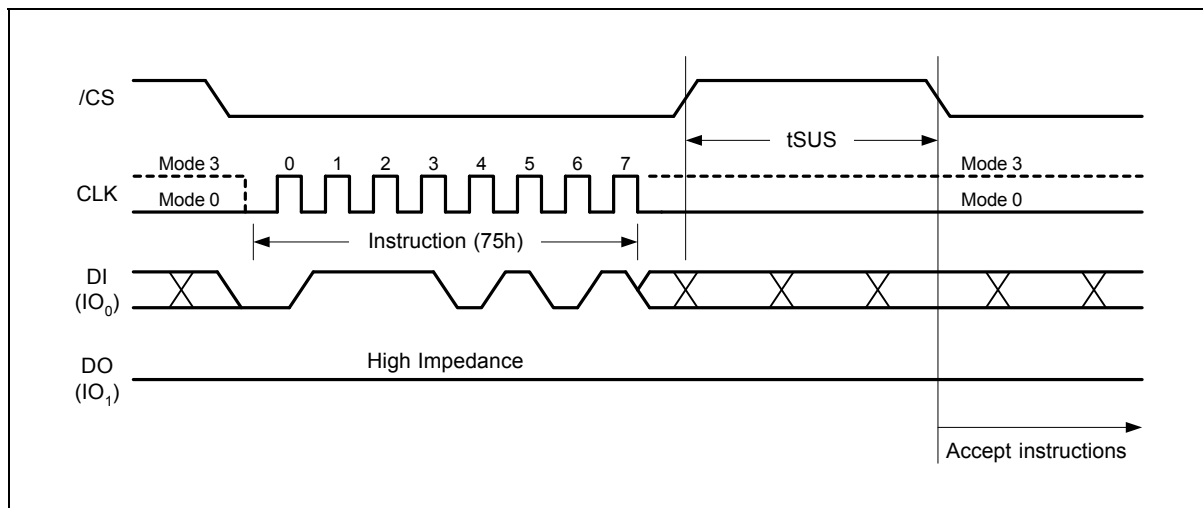 /CS
tSUS
Mode 3 0 1 2 3 4 5 6 7 Mode 3
CLK
Mode 0 Mode 0
Instruction (75h)
DI
(IO0)
High Impedance
DO
(IO1)
Accept instructions